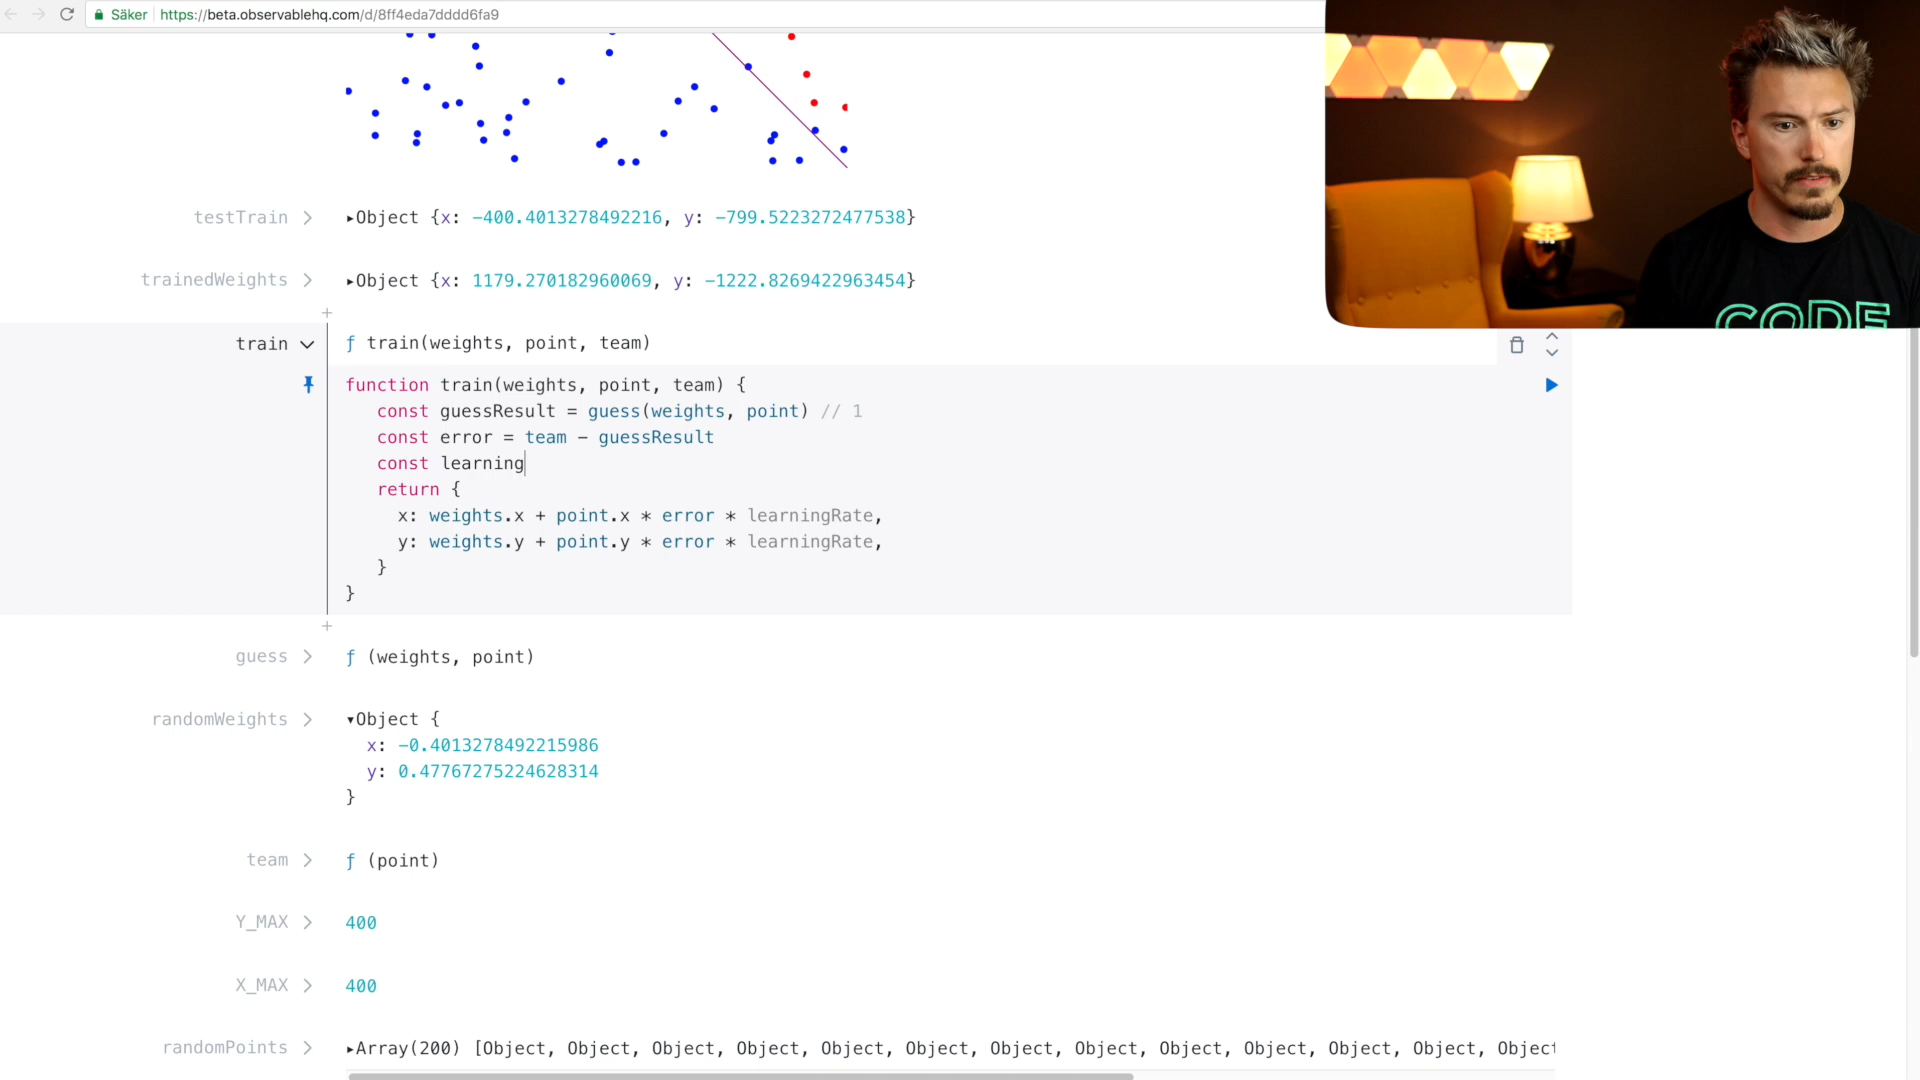 Säker https://beta.observablehq.com/d/8ff4eda7dddd6fa9
CODE
testTrain ▸Object {x: -400.4013278492216, y: -799.5223272477538}
trainedWeights ▸Object {x: 1179.270182960069, y: -1222.8269422963454}
train ƒ train(weights, point, team)
function train(weights, point, team) {
const guessResult = guess(weights, point) // 1
const error = team - guessResult
const learning
return {
x: weights.x + point.x * error * learningRate,
y: weights.y + point.y * error * learningRate,
}
}
guess ƒ (weights, point)
randomWeights ▾Object {
x: -0.4013278492215986
y: 0.47767275224628314
}
team ƒ (point)
Y_MAX 400
X_MAX 400
randomPoints ▸Array(200) [Object, Object, Object, Object, Object, Object, Object, Object, Object, Object, Object, Object, Object